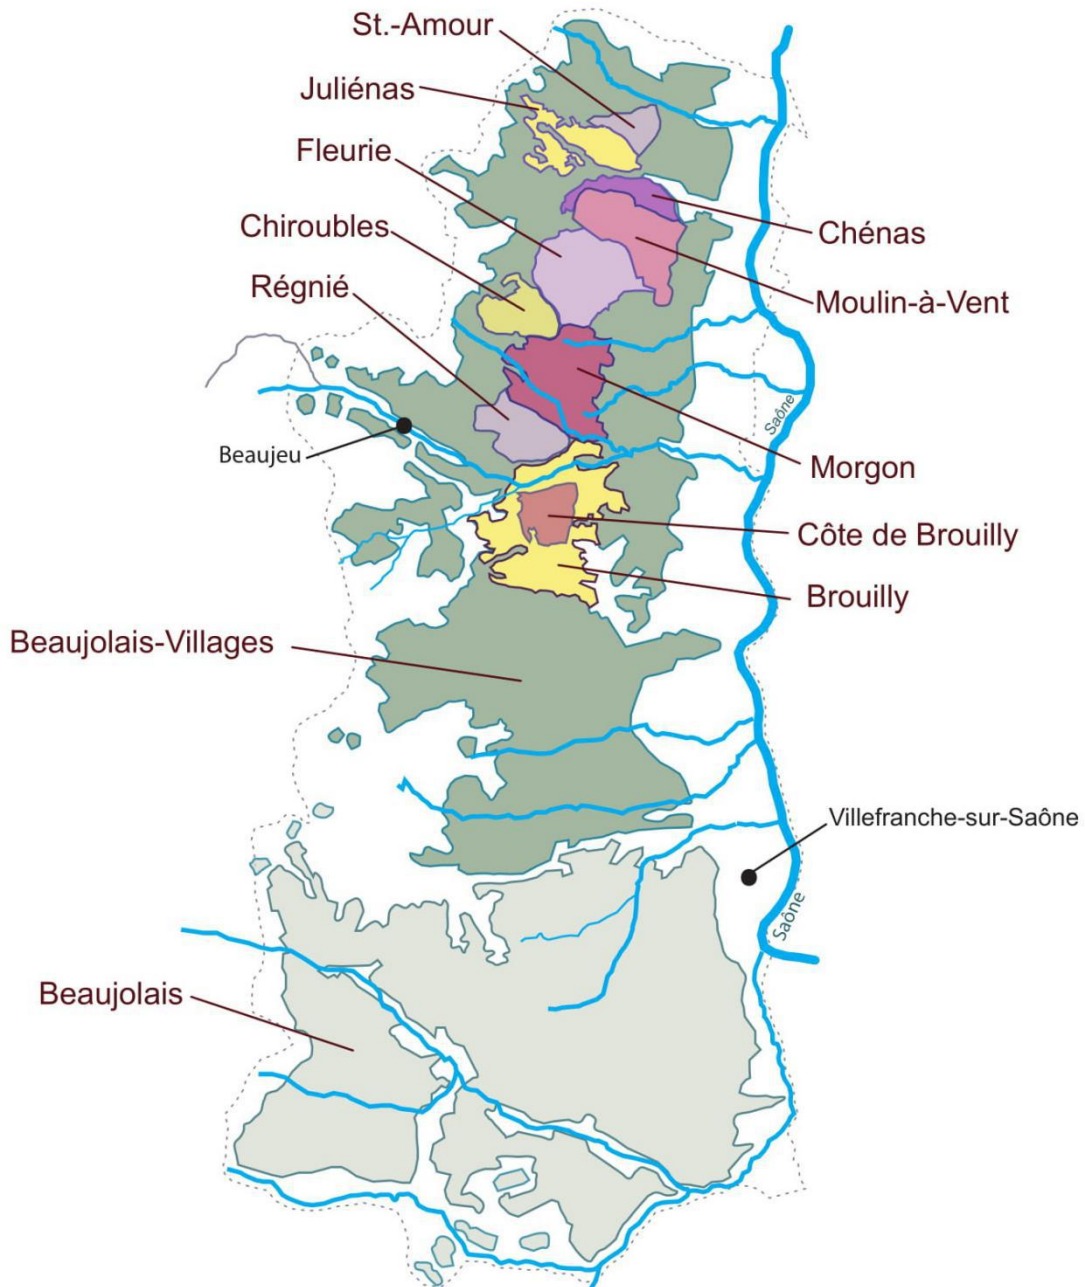 St.-Amour
Juliénas
Fleurie
Chiroubles
Régnié
Chénas
Moulin-à-Vent
Saône
Beaujeu
Morgon
Côte de Brouilly
Brouilly
Beaujolais-Villages
Villefranche-sur-Saône
Saône
Beaujolais